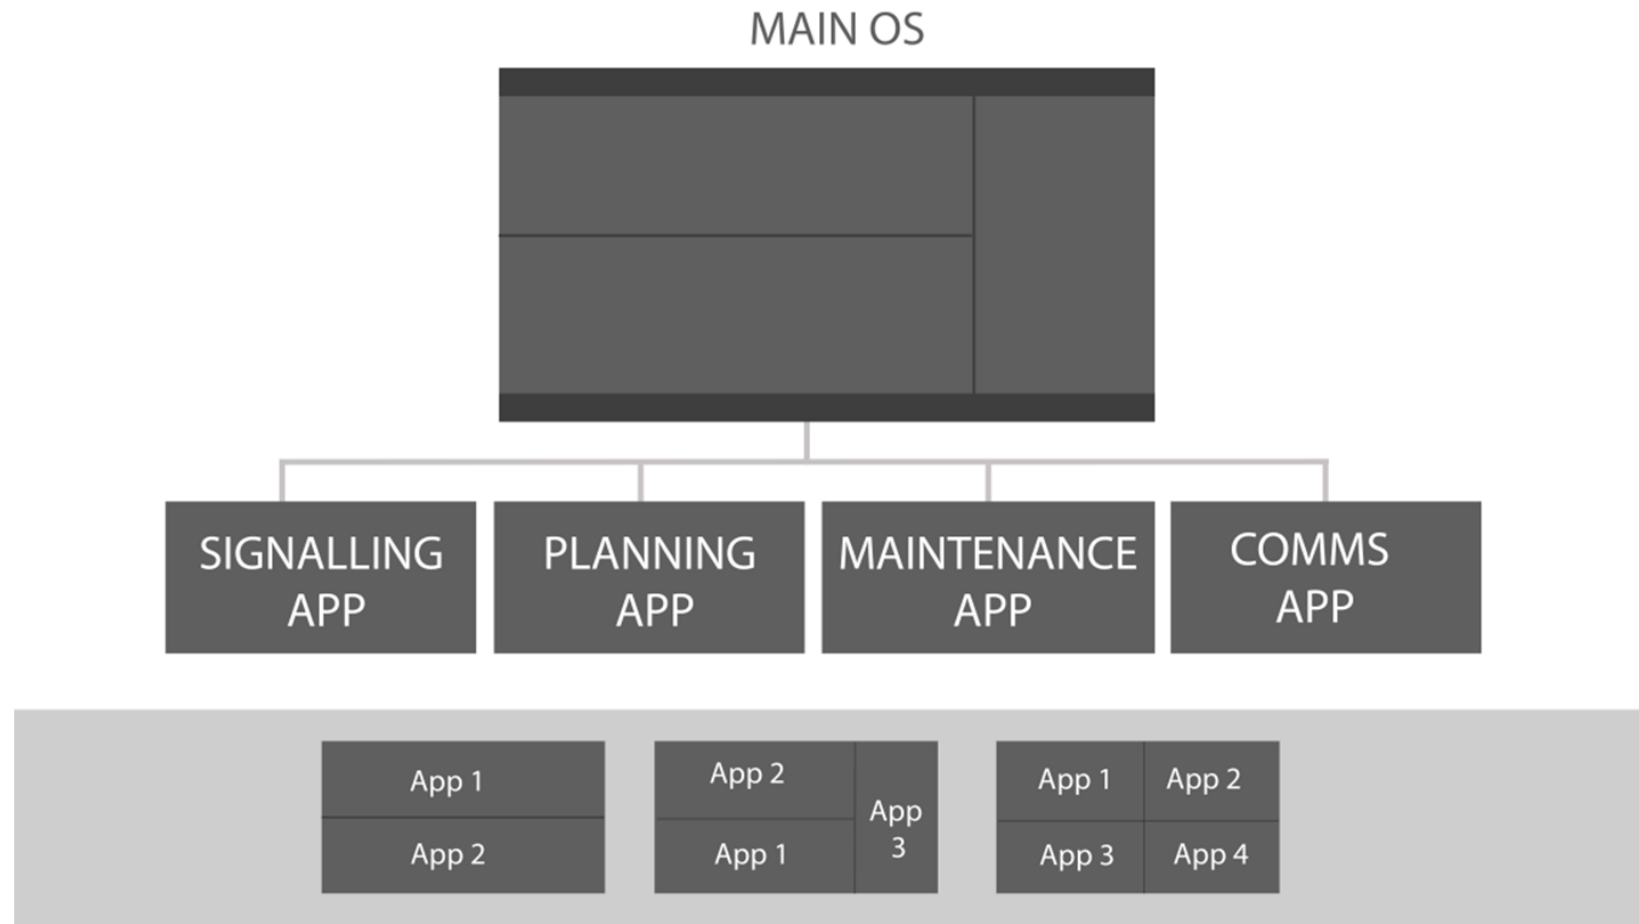 MAIN OS
SIGNALLING
APP
PLANNING
APP
MAINTENANCE
APP
COMMS
APP
App 1
App 2
App 2
App 1
App
3
App 1
App 2
App 3
App 4